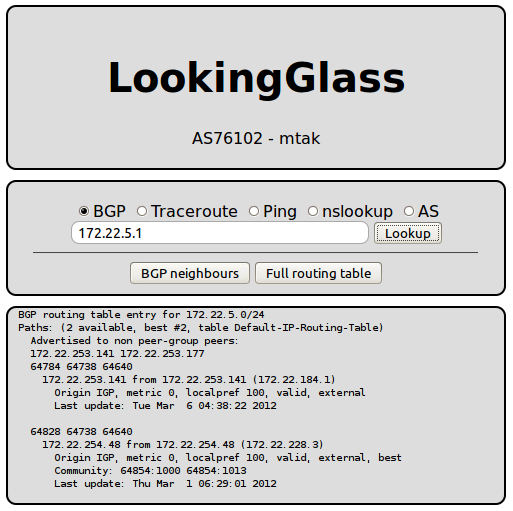 LookingGlass
AS76102 - mtak
BGP Traceroute Ping nslookup AS
172.22.5.1 Lookup
BGP neighbours Full routing table
BGP routing table entry for 172.22.5.0/24
Paths: (2 available, best #2, table Default-IP-Routing-Table)
Advertised to non peer-group peers:
172.22.253.141 172.22.253.177
64784 64738 64640
172.22.253.141 from 172.22.253.141 (172.22.184.1)
Origin IGP, metric 0, localpref 100, valid, external
Last update: Tue Mar  6 04:38:22 2012
64828 64738 64640
172.22.254.48 from 172.22.254.48 (172.22.228.3)
Origin IGP, metric 0, localpref 100, valid, external, best
Community: 64854:1000 64854:1013
Last update: Thu Mar  1 06:29:01 2012